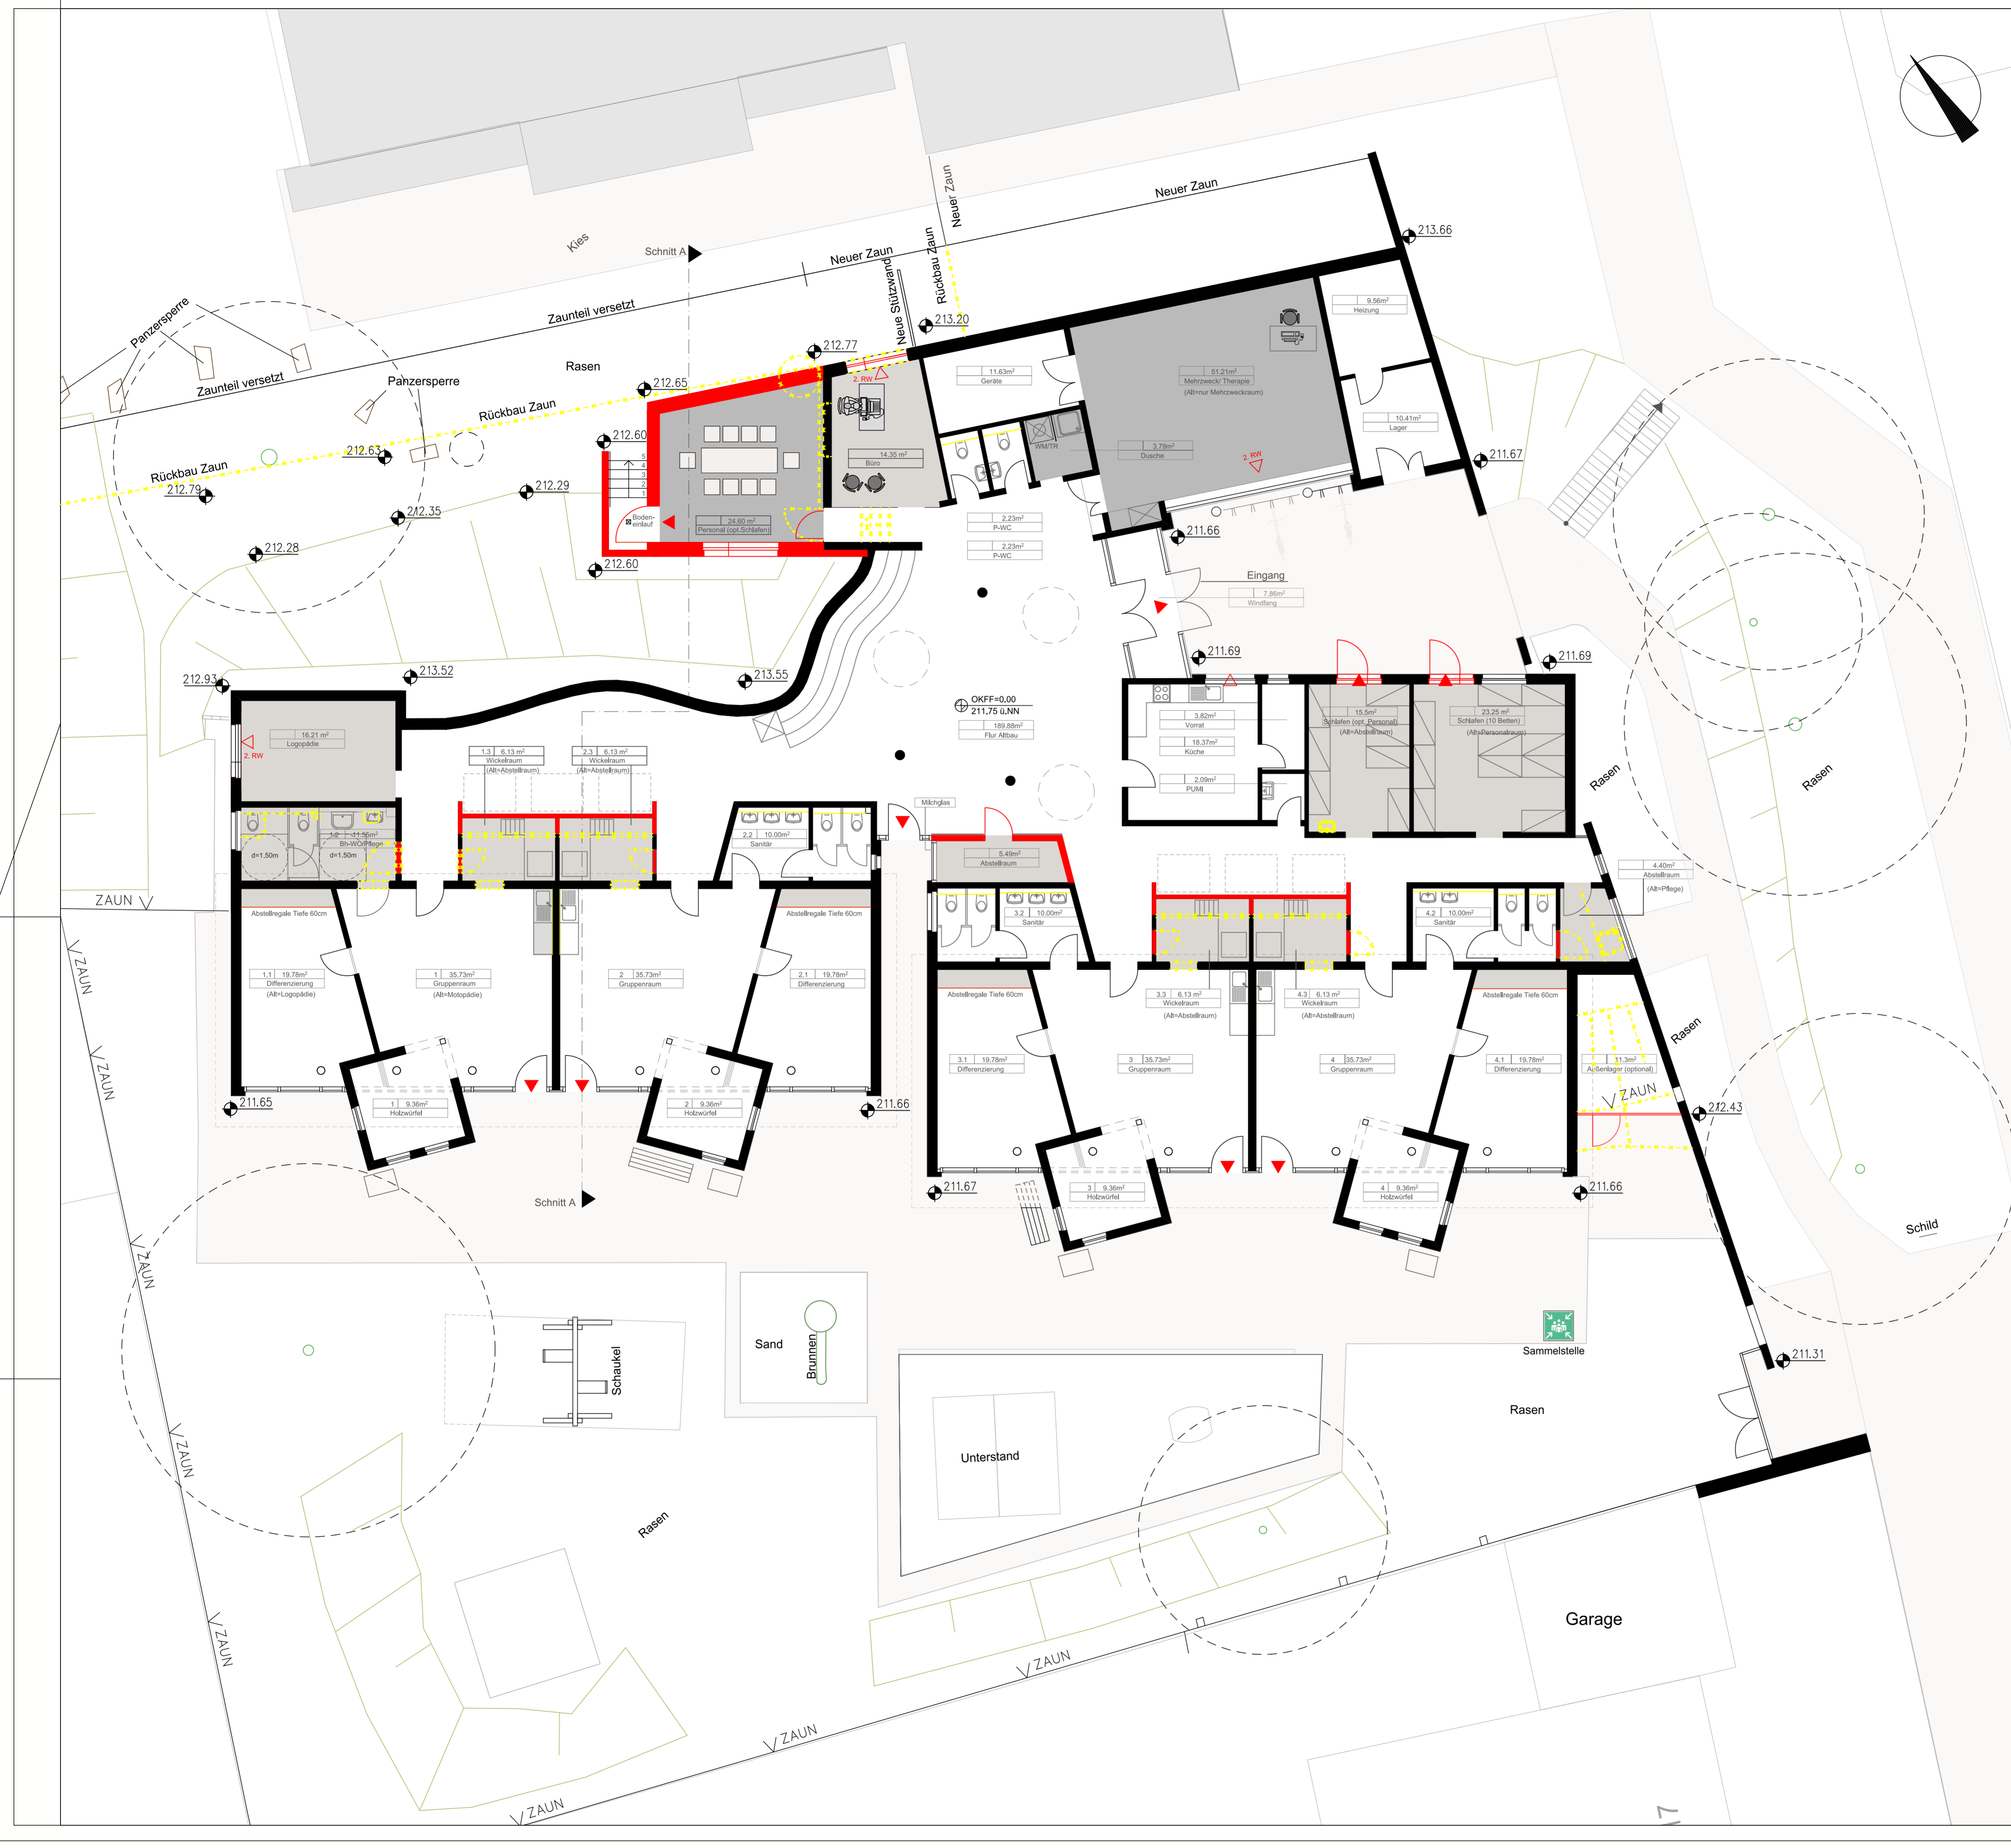 Neuer Zaun
Neuer Zaun
213.66
Kies
Schnitt A
Neuer Zaun
Rückbau Zaun
Neue Stützwand
9.56m²
Heizung
Panzersperre
Zaunteil versetzt
213.20
212.77
2. RW
11.63m²
Geräte
51.21m²
Mehrzweck/ Therapie
(Alt=nur Mehrzweckraum)
Rasen
Zaunteil versetzt
Panzersperre
212.65
Rückbau Zaun
10.41m²
Lager
212.60
5
4
3
2
1
14,35 m²
Büro
WM/TR
3,79m²
Dusche
2. RW
211.67
212.63
Rückbau Zaun
212.79
212.29
212.35
Boden-
einlauf
24.60 m²
Personal (opt.Schlafen)
2,23m²
P-WC
2,23m²
P-WC
211.66
212.28
212.60
Eingang
7.86m²
Windfang
211.69
211.69
212.93
213.52
213.55
OKFF=0.00
211,75 ü.NN
189.88m²
Flur Altbau
3,82m²
Vorrat
18.37m²
Küche
2,09m²
PUMI
15.5m²
Schlafen (opt. Personal)
(Alt=Abstellraum)
23.25 m²
Schlafen (10 Betten)
(Alt=Personalraum)
16.21 m²
Logopädie
2. RW
1.3 6,13 m²
Wickelraum
(Alt=Abstellraum)
2.3 6,13 m²
Wickelraum
(Alt=Abstellraum)
Rasen
Rasen
Milchglas
1.2 11.55m²
Bh-WC/Pflege
d=1,50m
d=1,50m
2.2 10.00m²
Sanitär
5,49m²
Abstellraum
4.40m²
Abstellraum
(Alt=Pflege)
ZAUN
Abstellregale Tiefe 60cm
Abstellregale Tiefe 60cm
3.2 10.00m²
Sanitär
4.2 10.00m²
Sanitär
ZAUN
1.1 19,78m²
Differenzierung
(Alt=Logopädie)
1 35.73m²
Gruppenraum
(Alt=Motopädie)
2 35.73m²
Gruppenraum
2.1 19,78m²
Differenzierung
Abstellregale Tiefe 60cm
3.3 6,13 m²
Wickelraum
(Alt=Abstellraum)
4.3 6,13 m²
Wickelraum
(Alt=Abstellraum)
Abstellregale Tiefe 60cm
Rasen
3.1 19,78m²
Differenzierung
3 35.73m²
Gruppenraum
4 35.73m²
Gruppenraum
4.1 19,78m²
Differenzierung
11.3m²
Außenlager (optional)
ZAUN
ZAUN
211.65
1 9.36m²
Holzwürfel
2 9.36m²
Holzwürfel
211.66
212.43
211.67
3 9.36m²
Holzwürfel
4 9.36m²
Holzwürfel
211.66
Schnitt A
Schild
ZAUN
Sand
Brunnen
Schaukel
Sammelstelle
211.31
Rasen
ZAUN
Unterstand
Rasen
ZAUN
Garage
ZAUN
ZAUN
ZAUN